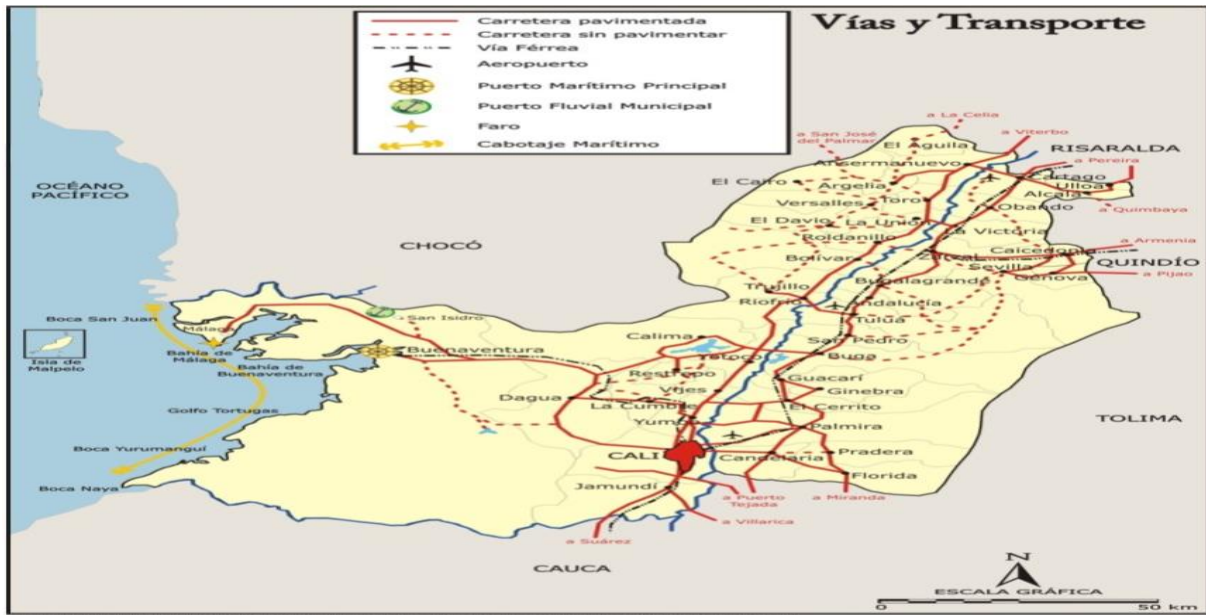 Vías y Transporte
Carretera pavimentada
Carretera sin pavimentar
Vía Férrea
Aeropuerto
Puerto Marítimo Principal
Puerto Fluvial Municipal
Faro
Cabotaje Marítimo
OCÉANO
PACÍFICO
CHOCÓ
RISARALDA
QUINDÍO
TOLIMA
CAUCA
a La Celia
a San José
del Palmar
a Viterbo
a Pereira
a Quimbaya
a Armenia
a Pijao
El Aguila
Ansermanuevo
El Cairo
Argelia
Cartago
Ulloa
Alcala
Versalles
Toro
Obando
El Davio
La Unión
Roldanillo
La Victoria
Zarzal
Caicedonia
Bolívar
Sevilla
Genova
Trujillo
Bugalagrande
Riofrío
Andalucía
Tuluá
San Pedro
Boca San Juan
Málaga
San Isidro
Isla de
Malpelo
Bahía de
Málaga
Bahía de
Buenaventura
Buenaventura
Calima
Yotoco
Buga
Restrepo
Guacarí
Vijes
Ginebra
Golfo Tortugas
Dagua
La Cumbre
El Cerrito
Yumbo
Palmira
Boca Yurumanguí
CALI
Candelaria
Pradera
Boca Naya
Jamundí
Florida
a Puerto
Tejada
a Miranda
a Villarica
a Suárez
N
ESCALA GRÁFICA
0 50 km